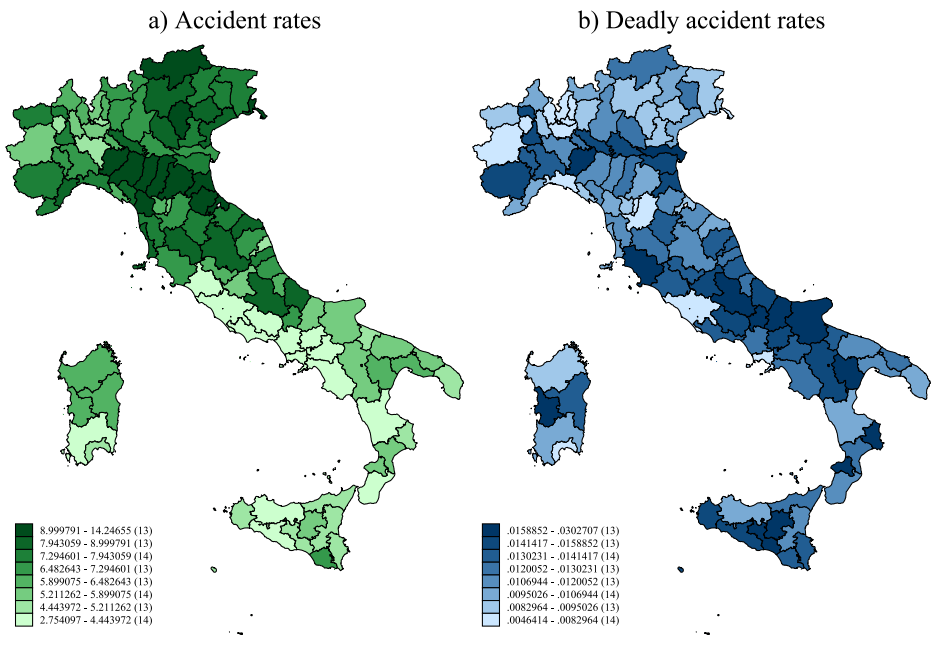 a) Accident rates
b) Deadly accident rates
8.999791 - 14.24655 (13)
7.943059 - 8.999791 (13)
7.294601 - 7.943059 (14)
6.482643 - 7.294601 (13)
5.899075 - 6.482643 (13)
5.211262 - 5.899075 (14)
4.443972 - 5.211262 (13)
2.754097 - 4.443972 (14)
.0158852 - .0302707 (13)
.0141417 - .0158852 (13)
.0130231 - .0141417 (14)
.0120052 - .0130231 (13)
.0106944 - .0120052 (13)
.0095026 - .0106944 (14)
.0082964 - .0095026 (13)
.0046414 - .0082964 (14)